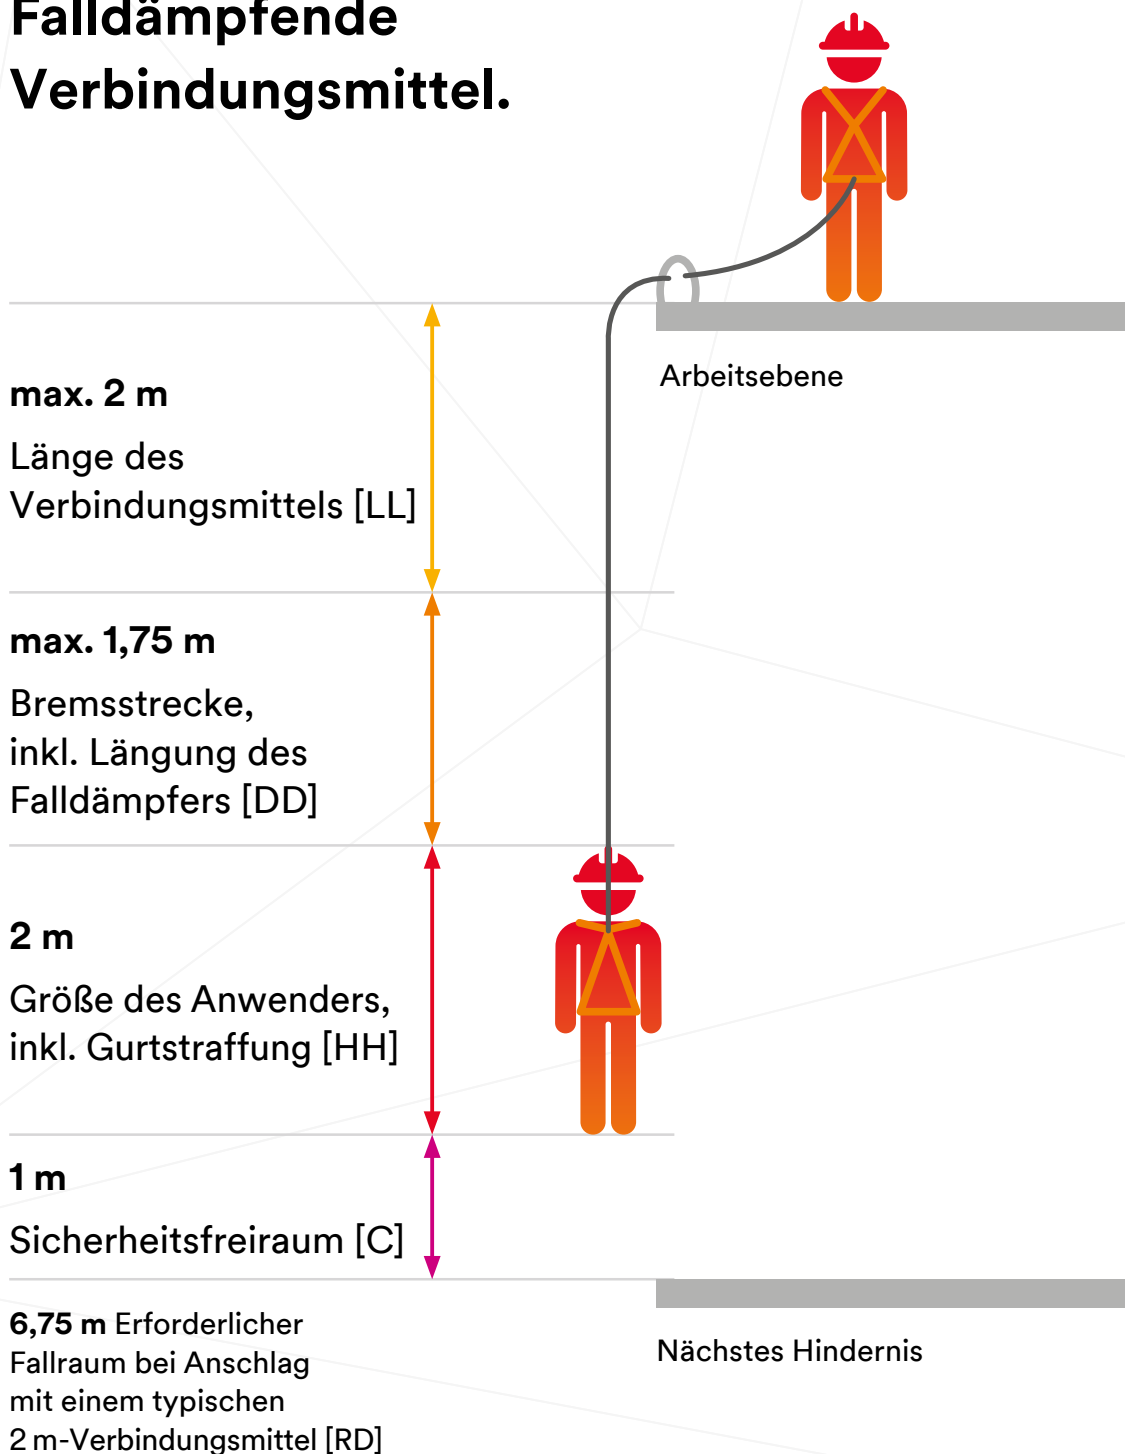 Falldämpfende
Verbindungsmittel.
Arbeitsebene
max. 2 m
Länge des
Verbindungsmittels [LL]
max. 1,75 m
Bremsstrecke,
inkl. Längung des
Falldämpfers [DD]
2 m
Größe des Anwenders,
inkl. Gurtstraffung [HH]
1 m
Sicherheitsfreiraum [C]
6,75 m Erforderlicher
Fallraum bei Anschlag
mit einem typischen
2 m-Verbindungsmittel [RD]
Nächstes Hindernis